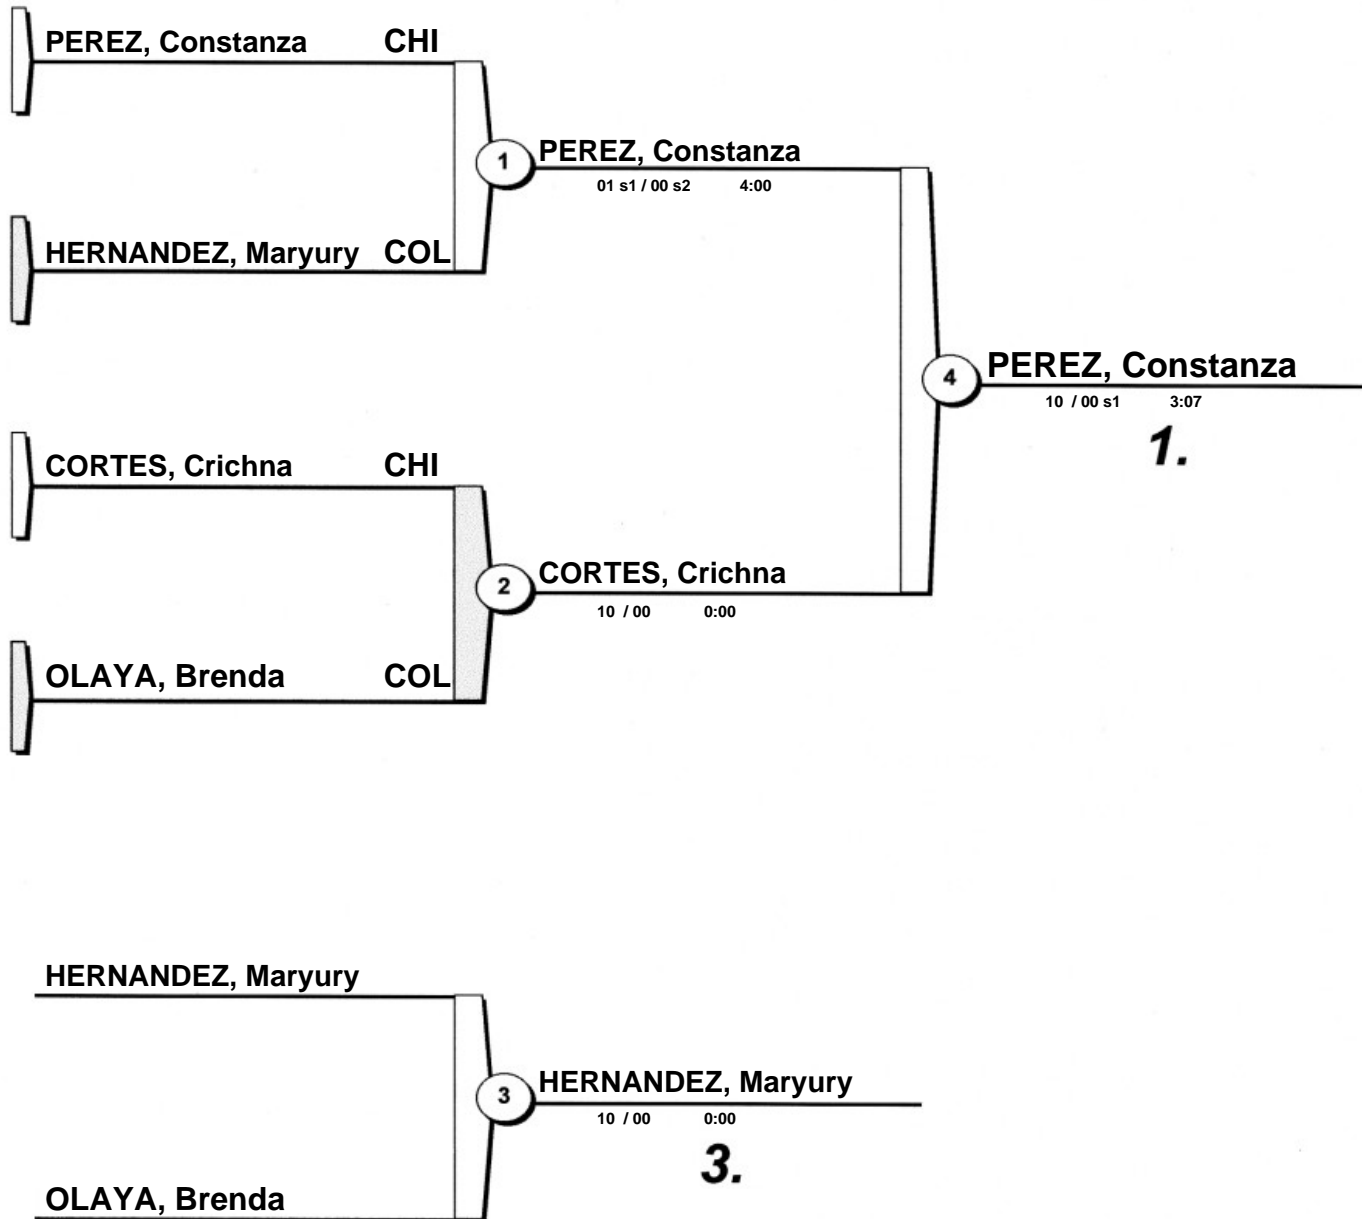 PEREZ, Constanza CHI
1 PEREZ, Constanza
01 s1 / 00 s2 4:00
HERNANDEZ, Maryury COL
4 PEREZ, Constanza
10 / 00 s1 3:07
1.
CORTES, Crichna CHI
2 CORTES, Crichna
10 / 00 0:00
OLAYA, Brenda COL
HERNANDEZ, Maryury
3 HERNANDEZ, Maryury
10 / 00 0:00
3.
OLAYA, Brenda